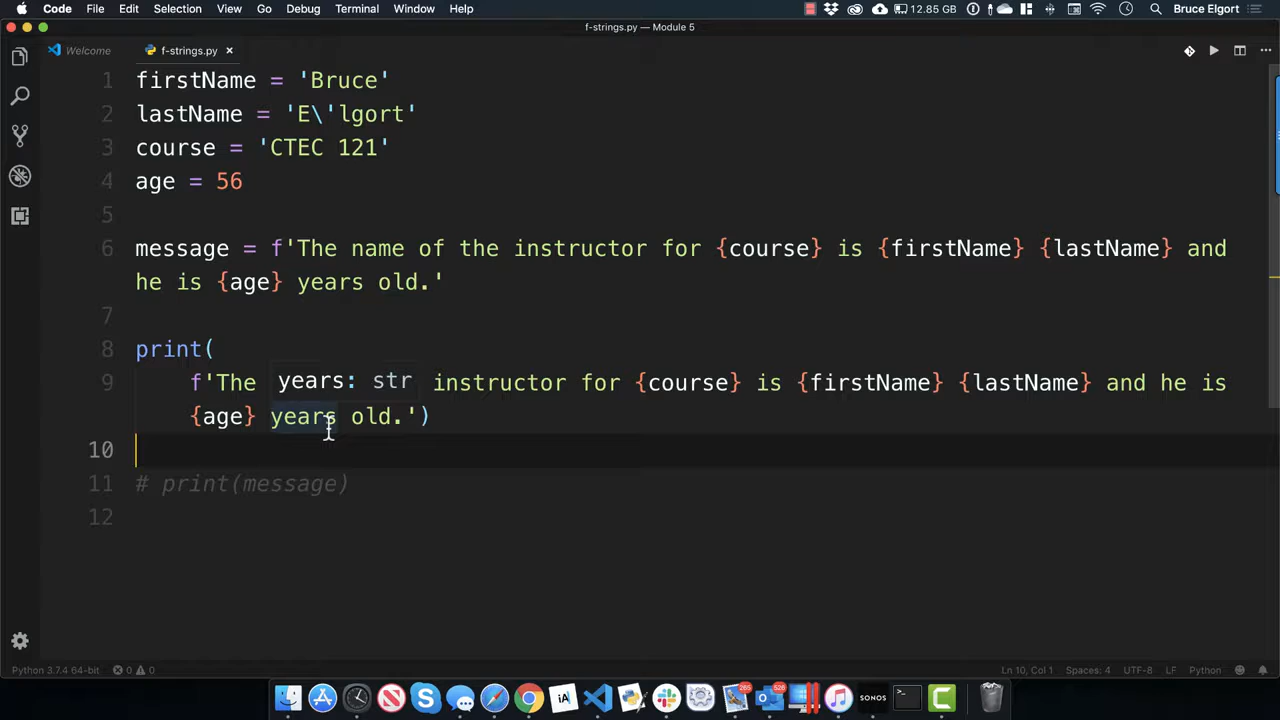 Code File Edit Selection View Go Debug Terminal Window Help 12.85 GB Bruce Elgort
f-strings.py — Module 5
Welcome f-strings.py ×
1 firstName = 'Bruce'
2 lastName = 'E\'lgort'
3 course = 'CTEC 121'
4 age = 56
5
6 message = f'The name of the instructor for {course} is {firstName} {lastName} and
he is {age} years old.'
7
8 print(
years: str
9 f'The instructor for {course} is {firstName} {lastName} and he is
{age} years old.')
10
11 # print(message)
12
Python 3.7.4 64-bit 0 0 Ln 10, Col 1 Spaces: 4 UTF-8 LF Python
iA 269 526 SONOS >_ C